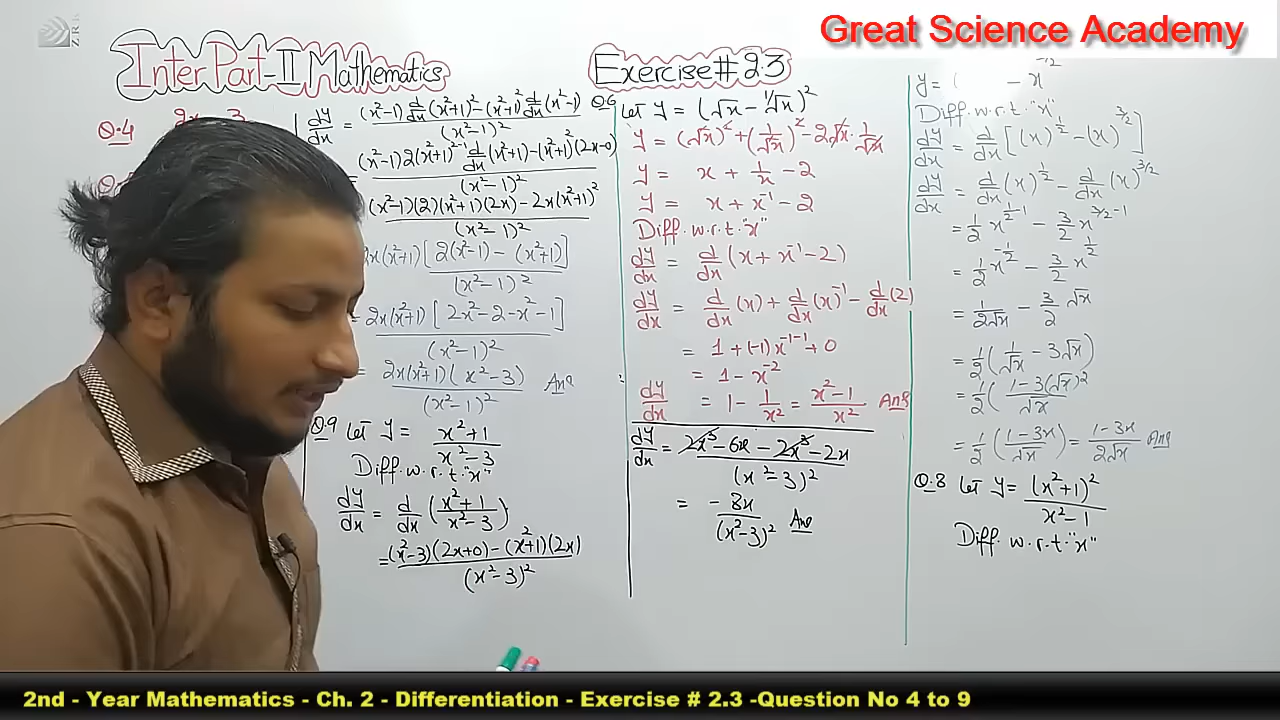 Great Science Academy
Inter Part-II Mathematics
Exercise # 2.3
Q.4 2x-3
dy/dx = (x²-1) d/dx (x²+1)² - (x²+1)² d/dx (x²-1) / (x²-1)²
(x²-1) 2(x²+1)²⁻¹ d/dx (x²+1) - (x²+1)² (2x-0) / (x²-1)²
(x²-1)(2)(x²+1)(2x) - 2x(x²+1)² / (x²-1)²
2x(x²+1) [2(x²-1) - (x²+1)] / (x²-1)²
= 2x(x²+1) [2x²-2-x²-1] / (x²-1)²
= 2x(x²+1)(x²-3) / (x²-1)² Ans
Q.9 Let Y = x²+1 / x²-3
Diff. w.r.t. "x"
dY/dx = d/dx (x²+1 / x²-3)
= (x²-3)(2x+0) - (x²+1)(2x) / (x²-3)²
Q.6 Let Y = (√x - 1/√x)²
Y = (√x)² + (1/√x)² - 2√x · 1/√x
Y = x + 1/x - 2
Y = x + x⁻¹ - 2
Diff. w.r.t. "x"
dY/dx = d/dx (x + x⁻¹ - 2)
dY/dx = d/dx (x) + d/dx (x)⁻¹ - d/dx (2)
= 1 + (-1) x⁻¹⁻¹ + 0
= 1 - x⁻²
dY/dx = 1 - 1/x² = x²-1 / x² Ans
dY/dx = 2x³ - 6x - 2x³ - 2x / (x²-3)²
= -8x / (x²-3)² Ans
Diff. w.r.t. "x"
dY/dx = d/dx [(x)^1/2 - (x)^3/2]
dY/dx = d/dx (x)^1/2 - d/dx (x)^3/2
= 1/2 x^1/2-1 - 3/2 x^3/2-1
= 1/2 x^-1/2 - 3/2 x^1/2
= 1/2√x - 3/2 √x
= 1/2 (1/√x - 3√x)
= 1/2 (1-3(√x)² / √x)
= 1/2 (1-3x / √x) = 1-3x / 2√x Ans
Q.8 Let Y = (x²+1)² / x²-1
Diff. w.r.t. "x"
2nd - Year Mathematics - Ch. 2 - Differentiation - Exercise # 2.3 -Question No 4 to 9